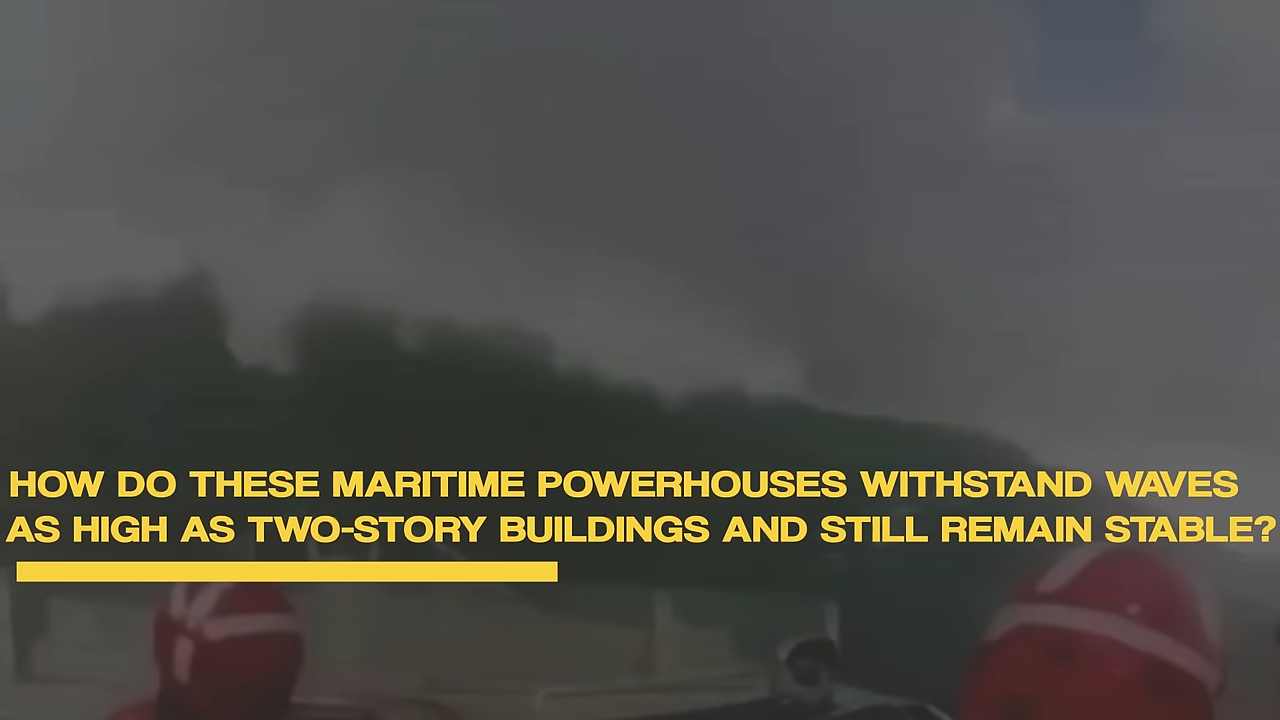 HOW DO THESE MARITIME POWERHOUSES WITHSTAND WAVES
AS HIGH AS TWO-STORY BUILDINGS AND STILL REMAIN STABLE?